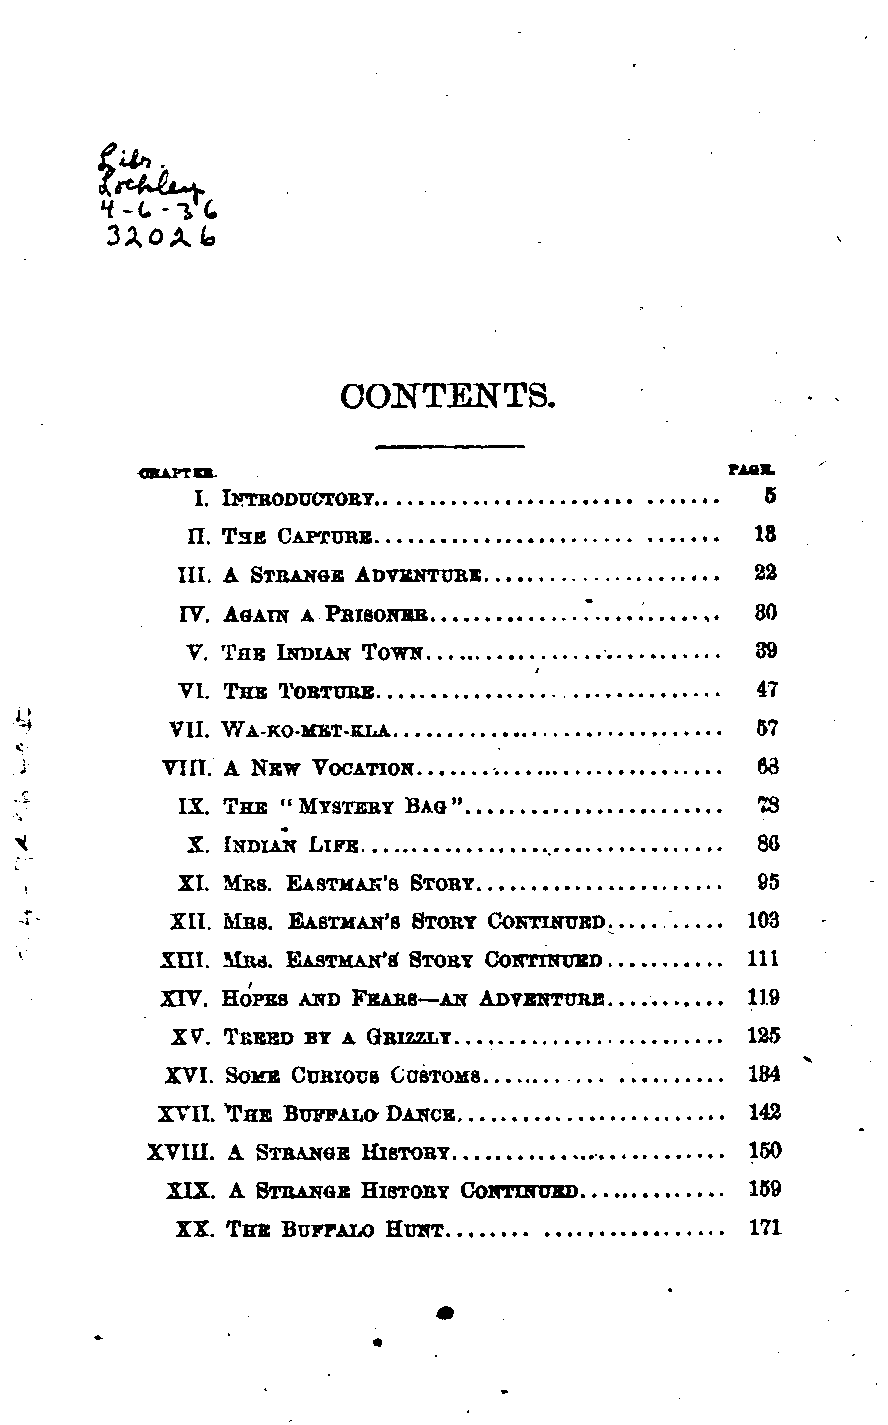 Libr.
Lochley
4-6-36
32026
CONTENTS.
CHAPTER. PAGE.
I. INTRODUCTORY................................ 5
II. THE CAPTURE................................ 13
III. A STRANGE ADVENTURE...................... 22
IV. AGAIN A PRISONER........................... 30
V. THE INDIAN TOWN........................... 39
VI. THE TORTURE................................ 47
VII. WA-KO-MET-KLA.............................. 57
VIII. A NEW VOCATION............................ 63
IX. THE "MYSTERY BAG"........................ 78
X. INDIAN LIFE................................. 86
XI. MRS. EASTMAN'S STORY....................... 95
XII. MRS. EASTMAN'S STORY CONTINUED........... 103
XIII. MRS. EASTMAN'S STORY CONTINUED........... 111
XIV. HOPES AND FEARS—AN ADVENTURE........... 119
XV. TREED BY A GRIZZLY......................... 125
XVI. SOME CURIOUS CUSTOMS...................... 134
XVII. THE BUFFALO DANCE........................ 142
XVIII. A STRANGE HISTORY......................... 150
XIX. A STRANGE HISTORY CONTINUED.............. 159
XX. THE BUFFALO HUNT.......................... 171